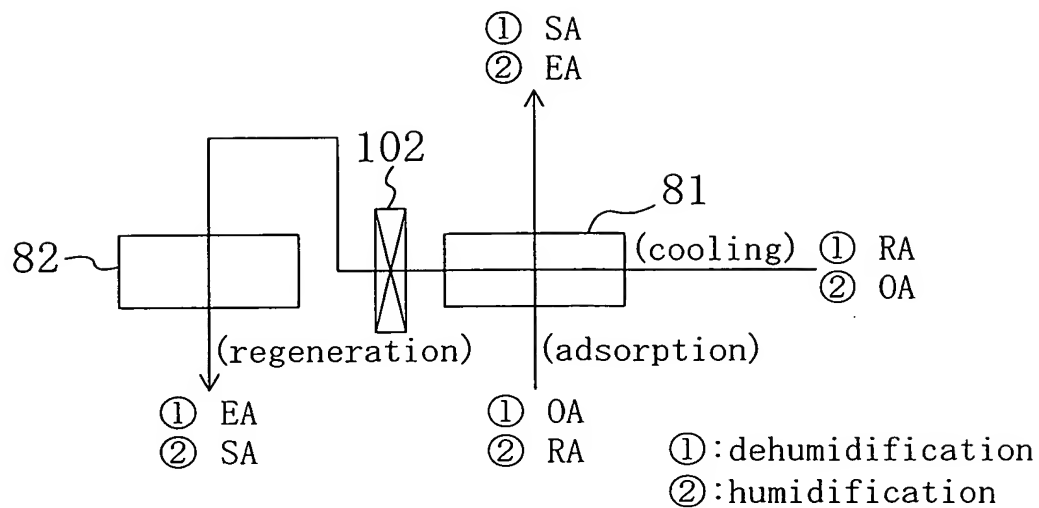 ① SA
② EA
102
81
82
(cooling)
① RA
② OA
(regeneration)
(adsorption)
① EA
② SA
① OA
② RA
①:dehumidification
②:humidification